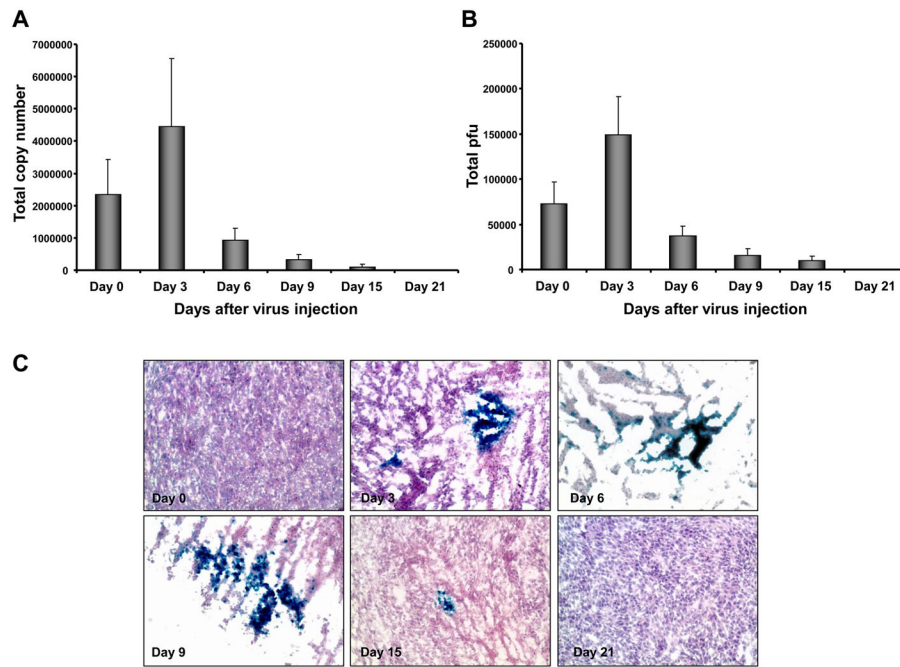 A
Total copy number
7000000
6000000
5000000
4000000
3000000
2000000
1000000
0
Day 0 Day 3 Day 6 Day 9 Day 15 Day 21
Days after virus injection
B
Total pfu
250000
200000
150000
100000
50000
0
Day 0 Day 3 Day 6 Day 9 Day 15 Day 21
Days after virus injection
C
Day 0
Day 3
Day 6
Day 9
Day 15
Day 21